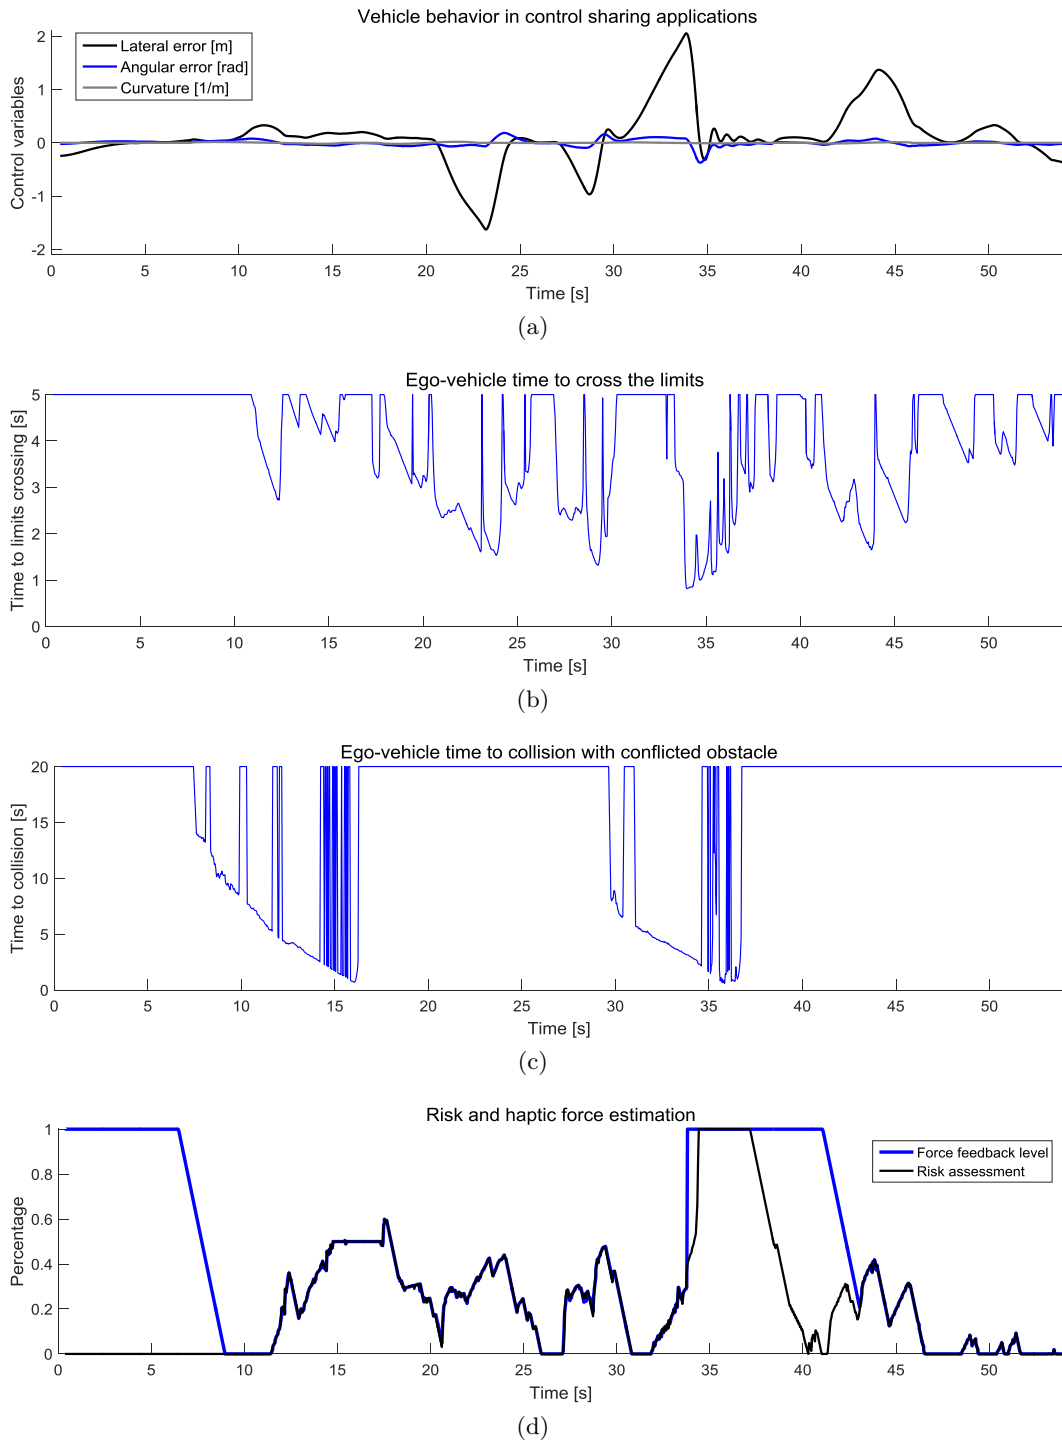 Vehicle behavior in control sharing applications
Lateral error [m]
Angular error [rad]
Curvature [1/m]
Control variables
2
1
0
-1
-2
0 5 10 15 20 25 30 35 40 45 50
Time [s]
(a)
Ego-vehicle time to cross the limits
Time to limits crossing [s]
5
4
3
2
1
0
0 5 10 15 20 25 30 35 40 45 50
Time [s]
(b)
Ego-vehicle time to collision with conflicted obstacle
Time to collision [s]
20
15
10
5
0
0 5 10 15 20 25 30 35 40 45 50
Time [s]
(c)
Risk and haptic force estimation
Force feedback level
Risk assessment
Percentage
1
0.8
0.6
0.4
0.2
0
0 5 10 15 20 25 30 35 40 45 50
Time [s]
(d)